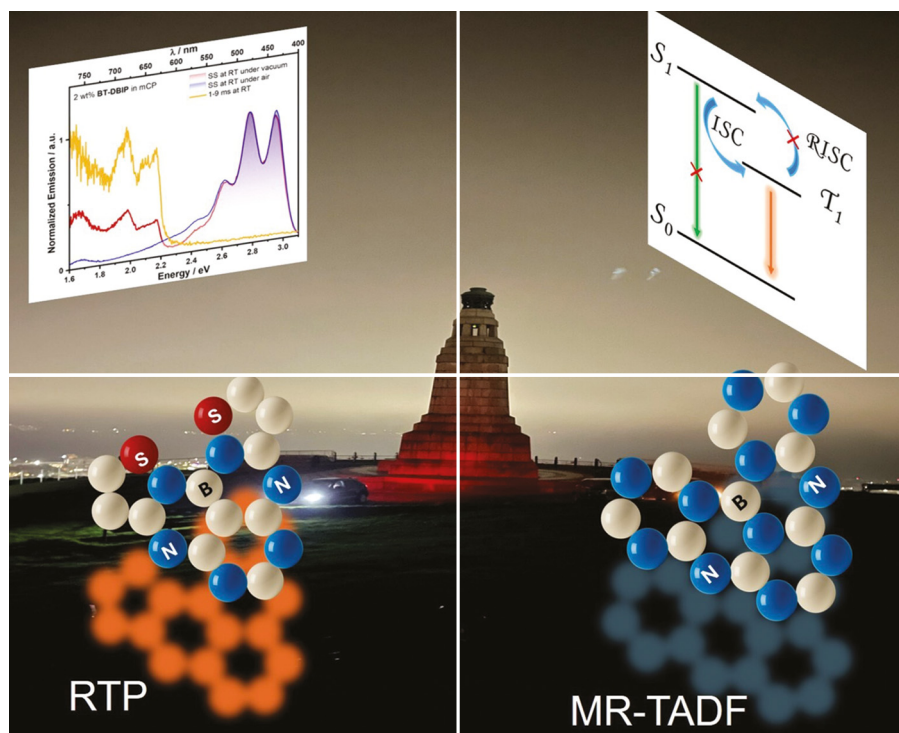 λ / nm
750 700 650 600 550 500 450 400
2 wt% BT-DBIP in mCP
SS at RT under vacuum
SS at RT under air
1-9 ms at RT
Normalized Emission / a.u.
1
0
1.6 1.8 2.0 2.2 2.4 2.6 2.8 3.0
Energy / eV
S1
ISC
RISC
T1
S0
S
S
B
N
N
B
N
N
RTP
MR-TADF